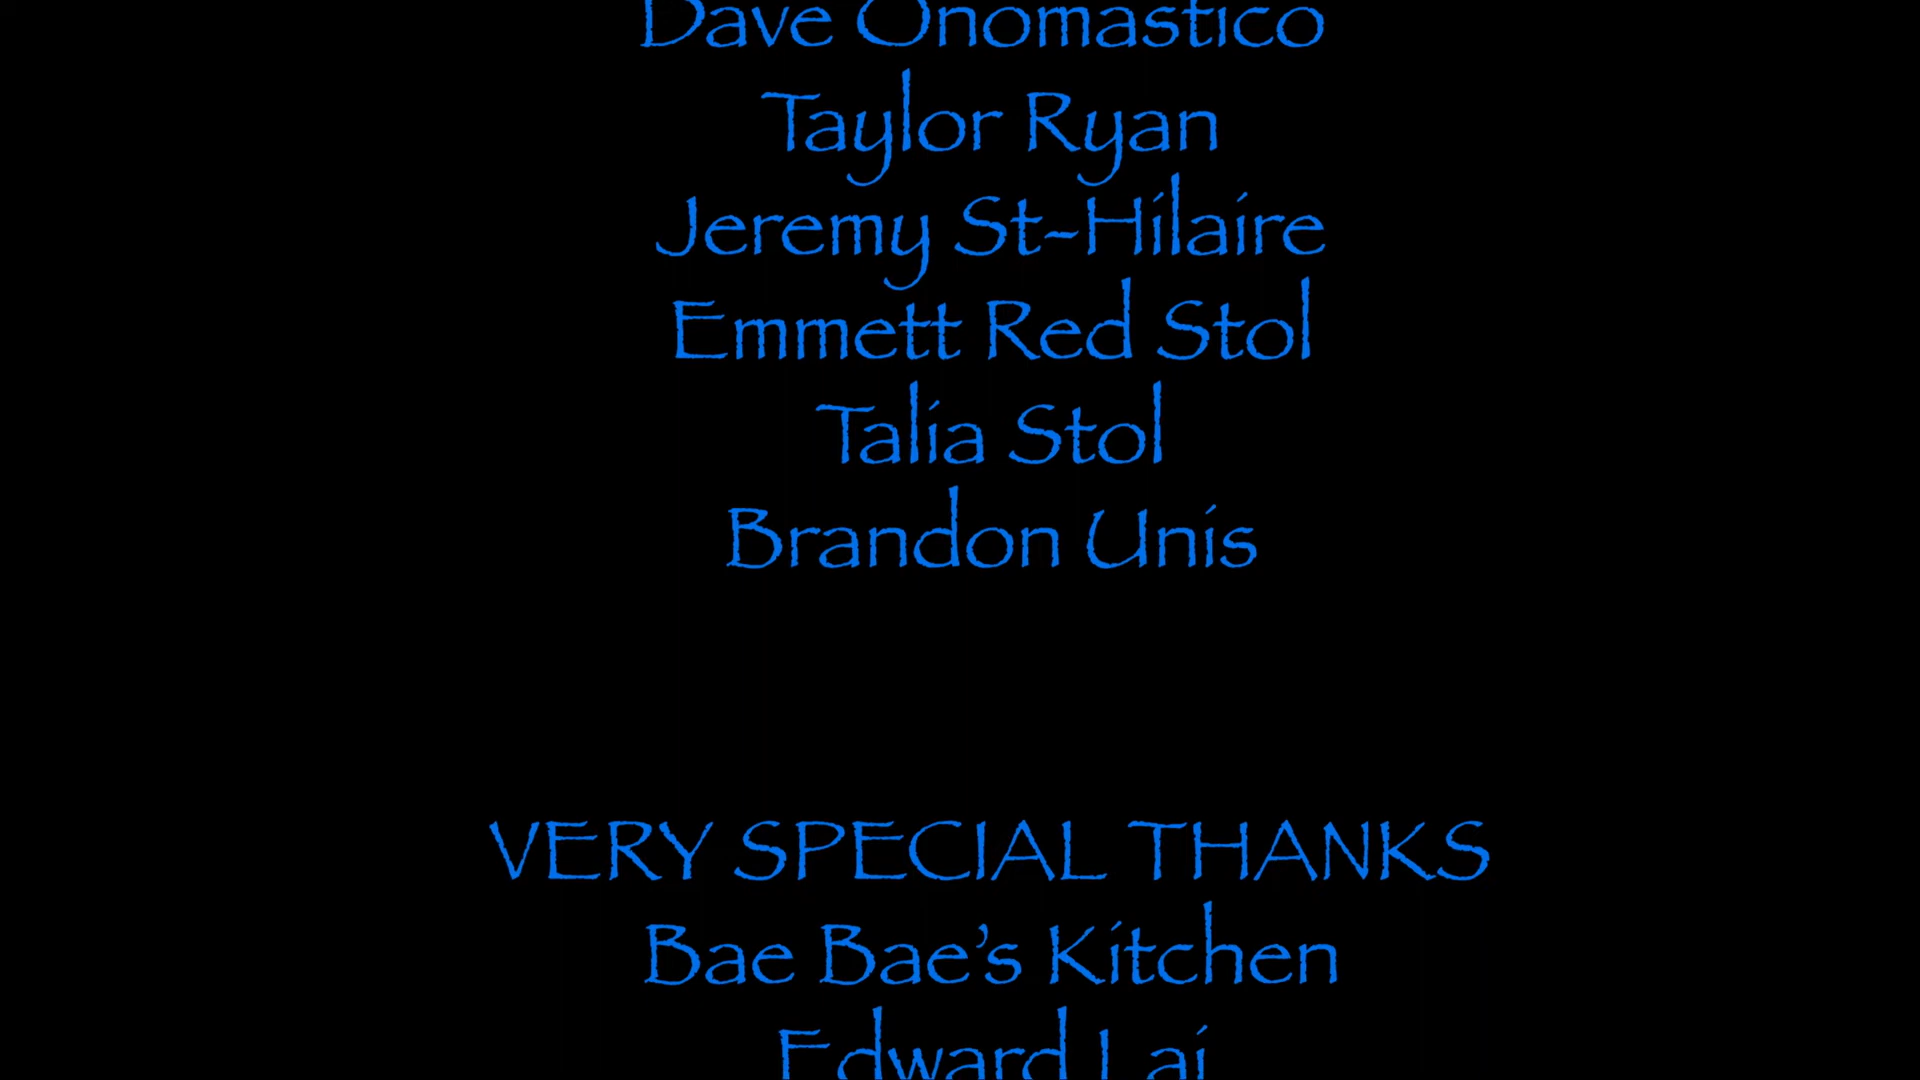 Dave Onomastico
Taylor Ryan
Jeremy St-Hilaire
Emmett Red Stol
Talia Stol
Brandon Unis
VERY SPECIAL THANKS
Bae Bae’s Kitchen
Edward Lai